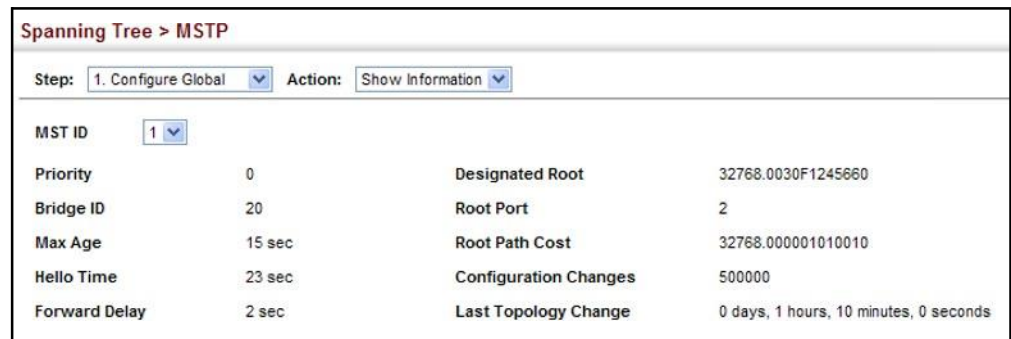 Spanning Tree > MSTP
Step: 1. Configure Global Action: Show Information
MST ID 1
Priority 0 Designated Root 32768.0030F1245660
Bridge ID 20 Root Port 2
Max Age 15 sec Root Path Cost 32768.000001010010
Hello Time 23 sec Configuration Changes 500000
Forward Delay 2 sec Last Topology Change 0 days, 1 hours, 10 minutes, 0 seconds